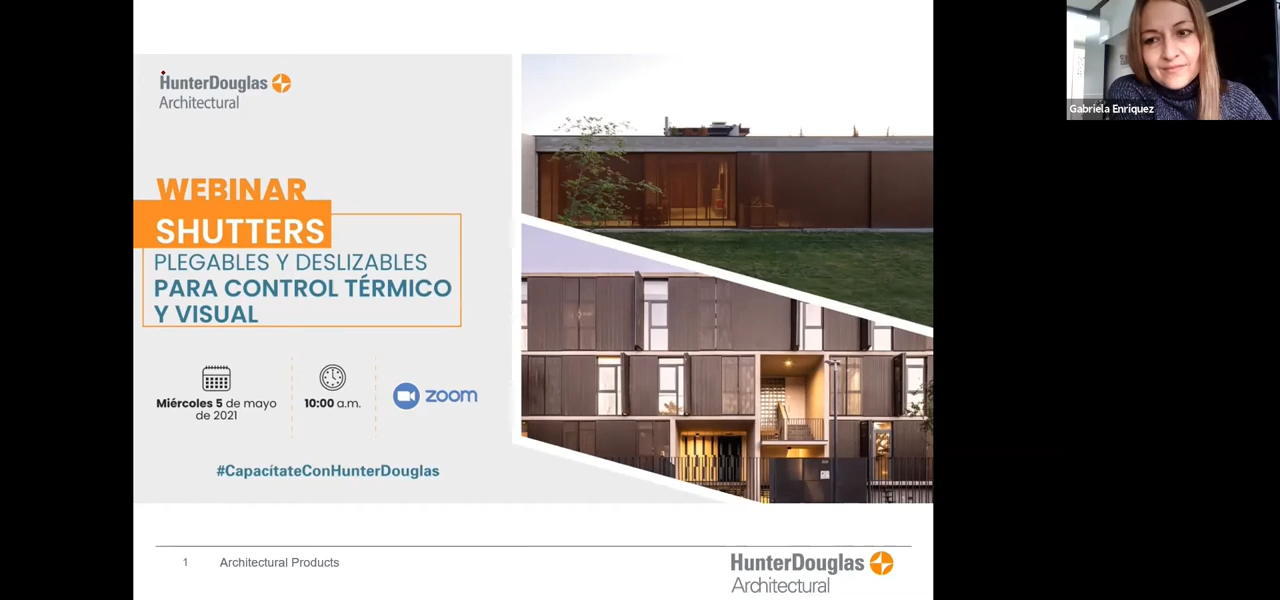 HunterDouglas
Architectural
WEBINAR
SHUTTERS
PLEGABLES Y DESLIZABLES
PARA CONTROL TÉRMICO
Y VISUAL
Miércoles 5 de mayo
de 2021
10:00 a.m.
zoom
#CapacítateConHunterDouglas
1 Architectural Products
HunterDouglas
Architectural
Gabriela Enriquez